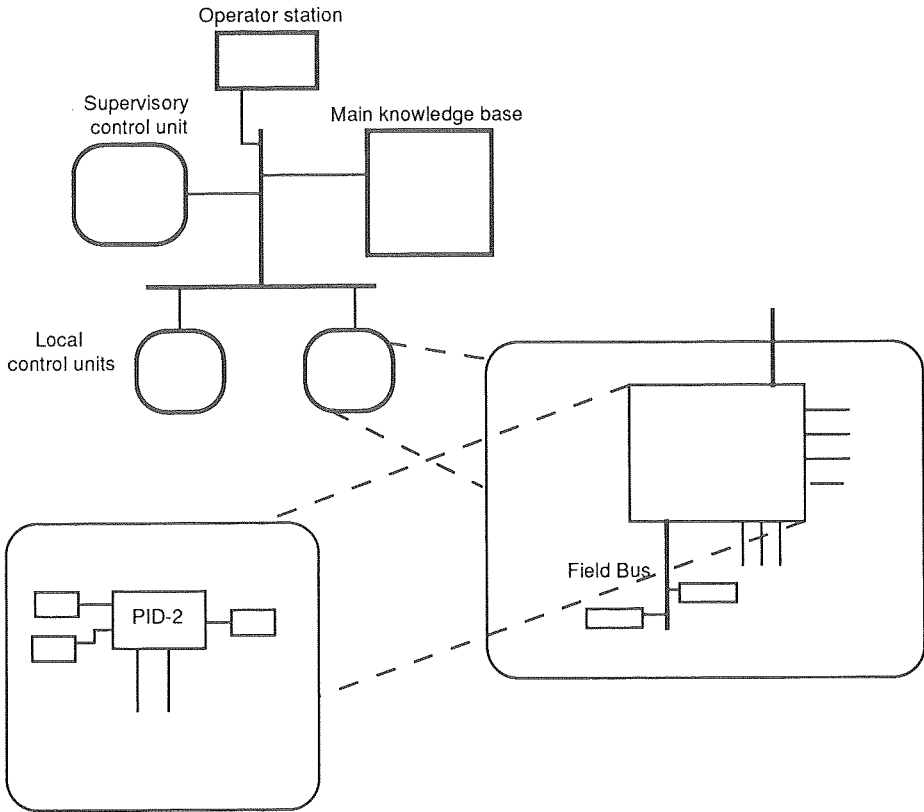 Operator station
Supervisory
control unit
Main knowledge base
Local
control units
Field Bus
PID-2